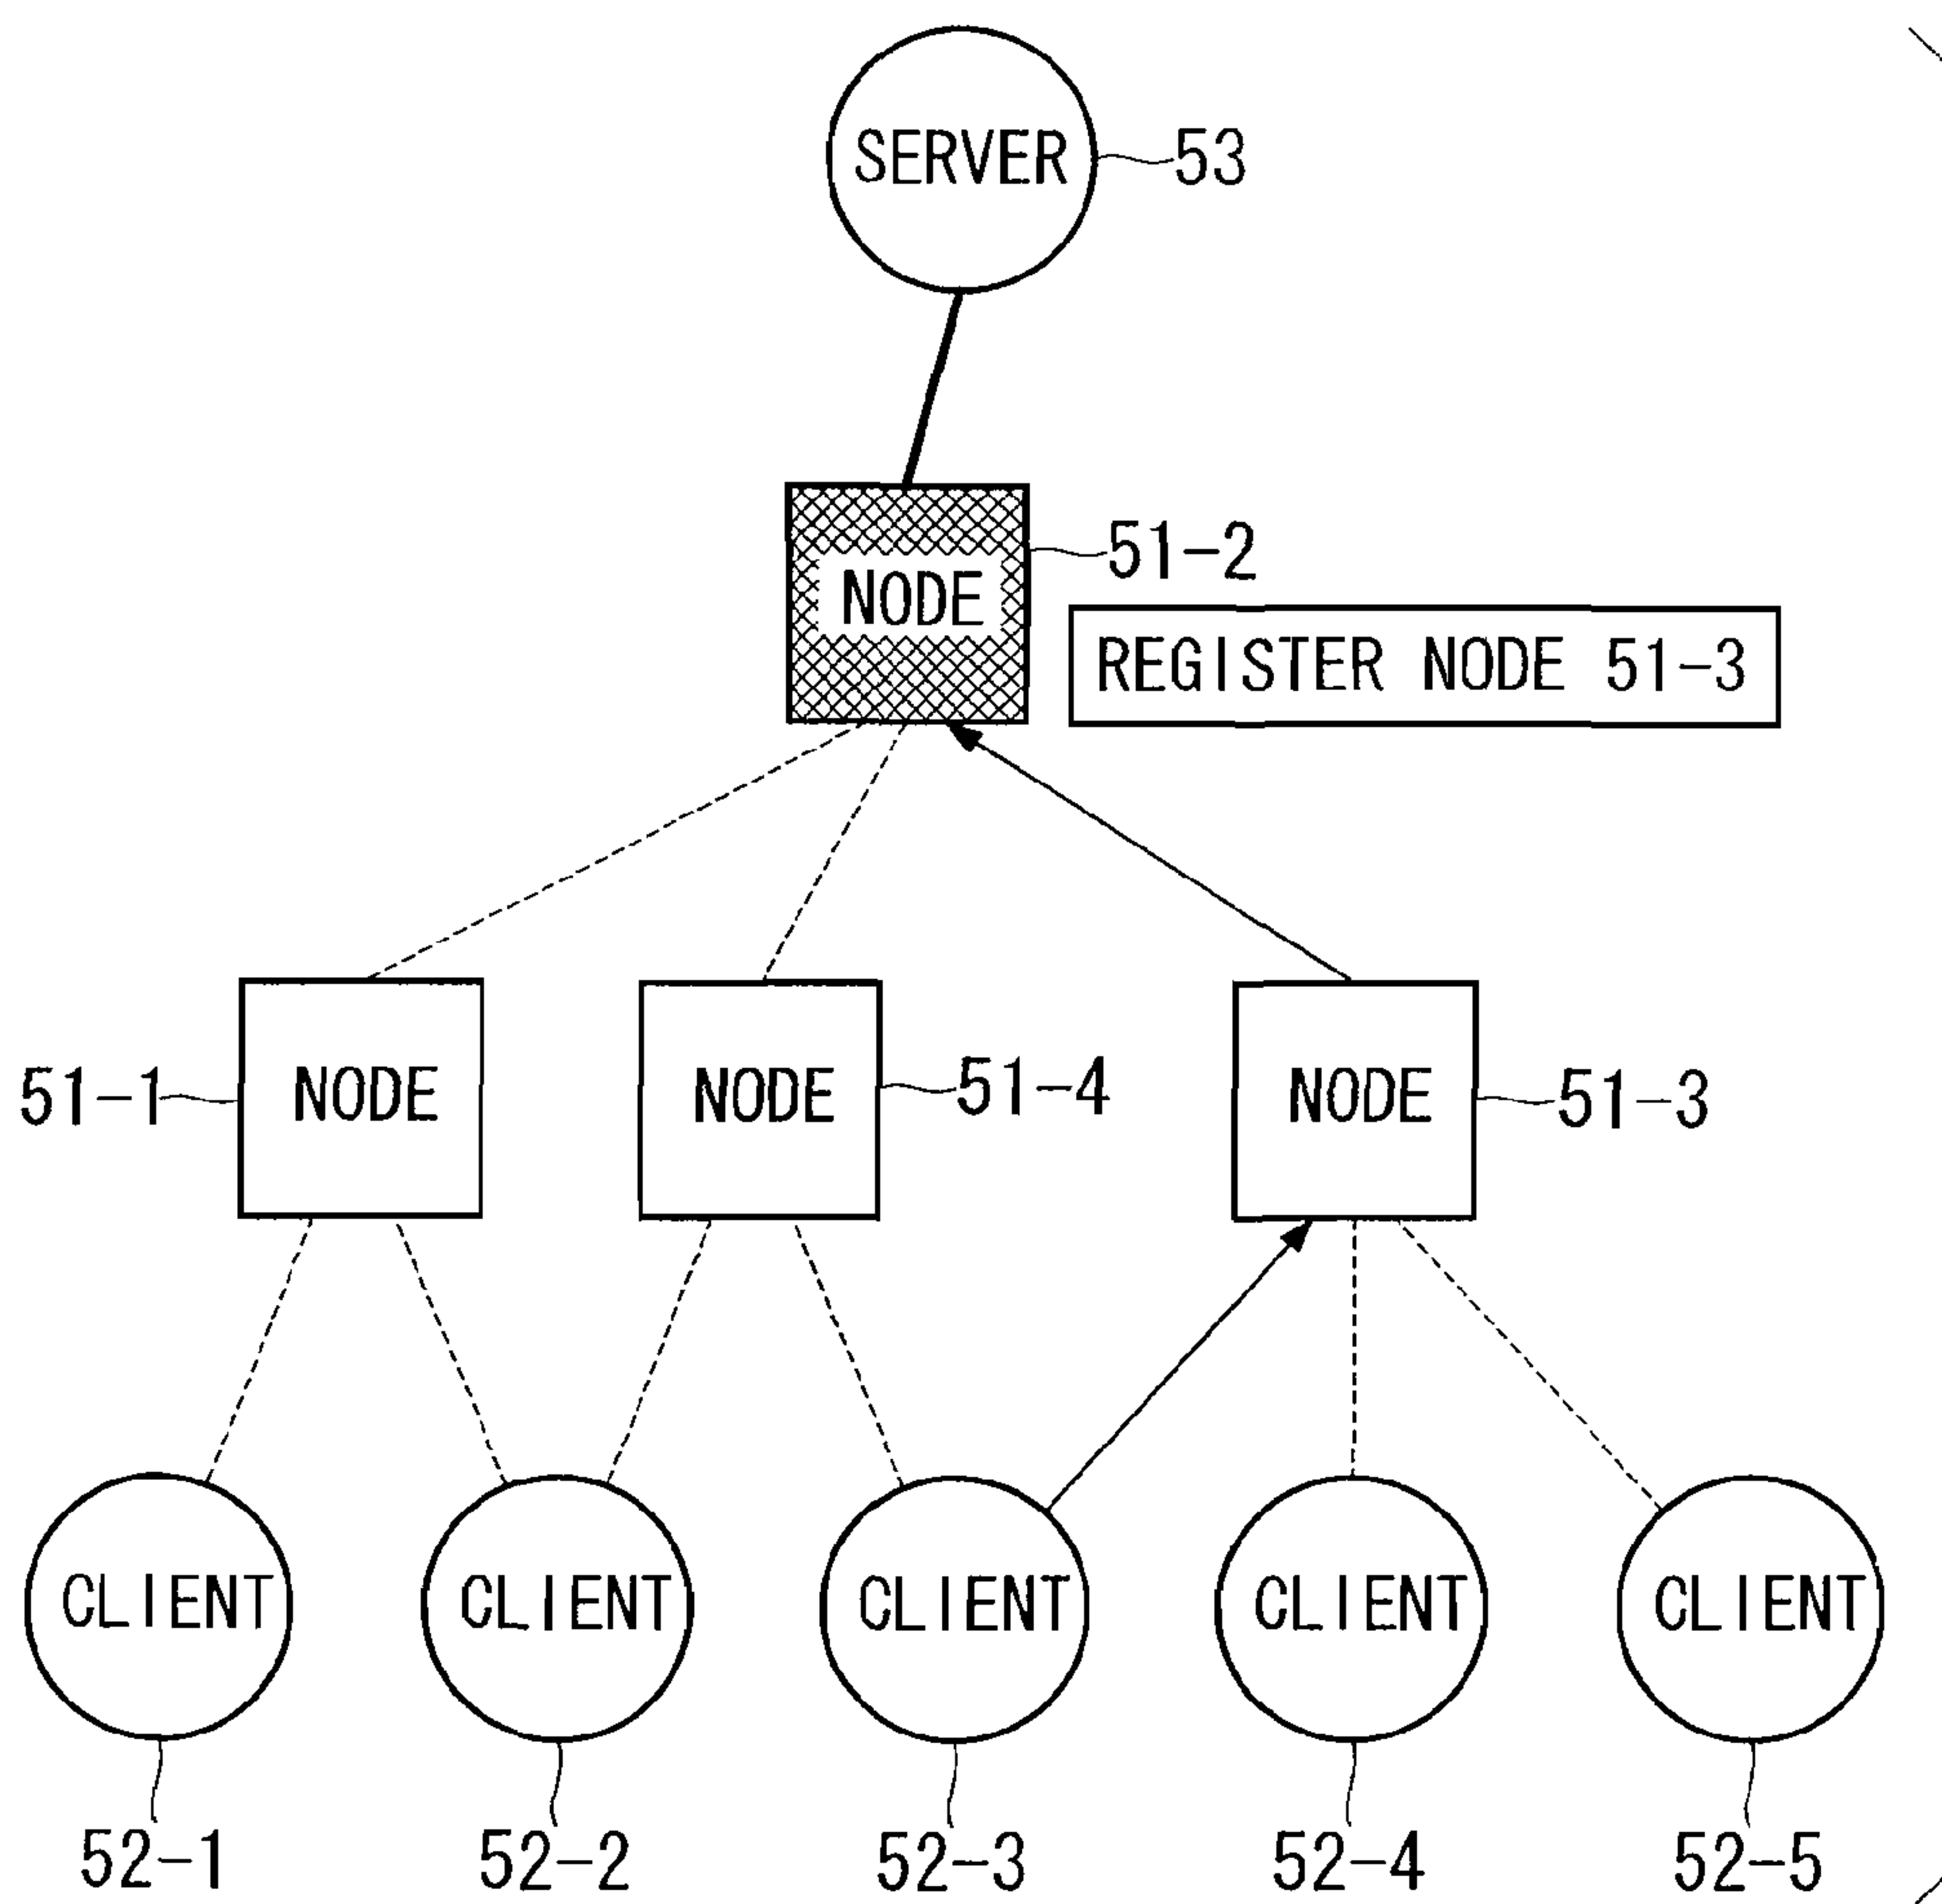 SERVER 53
51-2
NODE
REGISTER NODE 51-3
51-1 NODE NODE 51-4 NODE 51-3
CLIENT CLIENT CLIENT CLIENT CLIENT
52-1 52-2 52-3 52-4 52-5